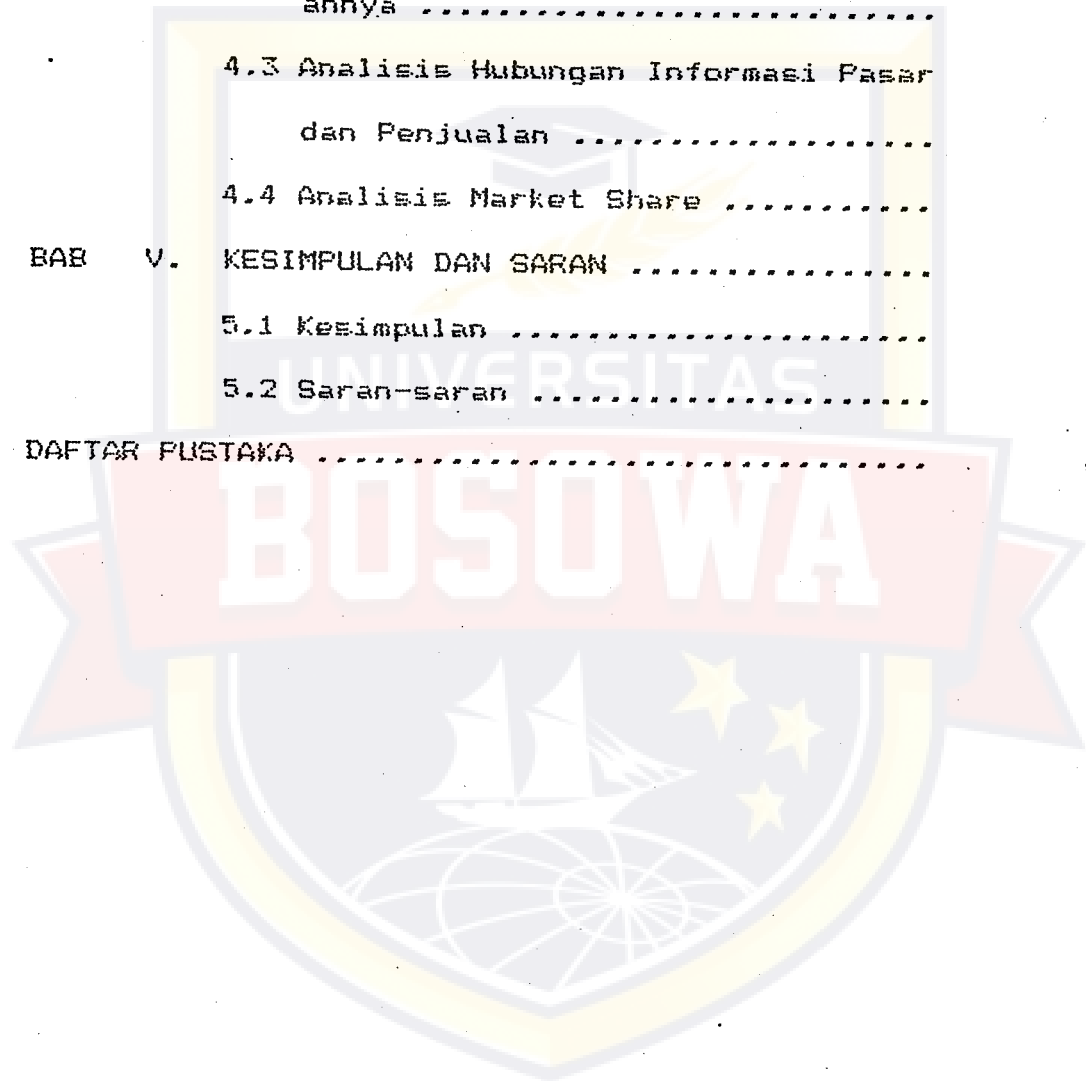 annya ...........................
4.3 Analisis Hubungan Informasi Pasar
dan Penjualan ...................
4.4 Analisis Market Share ...........
BAB V. KESIMPULAN DAN SARAN ................
5.1 Kesimpulan ......................
UNIVERSITAS
5.2 Saran-saran .....................
DAFTAR PUSTAKA ................................
BOSOWA